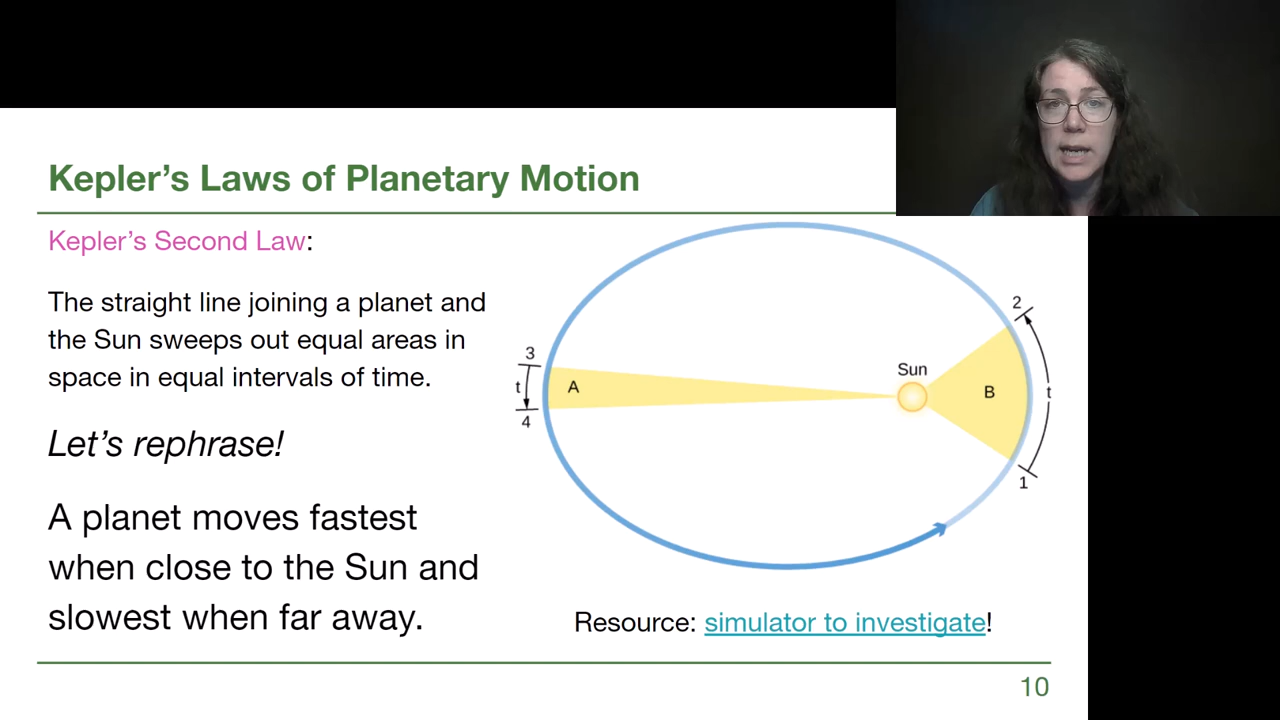 Kepler’s Laws of Planetary Motion
Kepler’s Second Law:
The straight line joining a planet and
the Sun sweeps out equal areas in
space in equal intervals of time.
Let’s rephrase!
A planet moves fastest
when close to the Sun and
slowest when far away.
3
t
4
A
Sun
B
2
t
1
Resource: simulator to investigate!
10